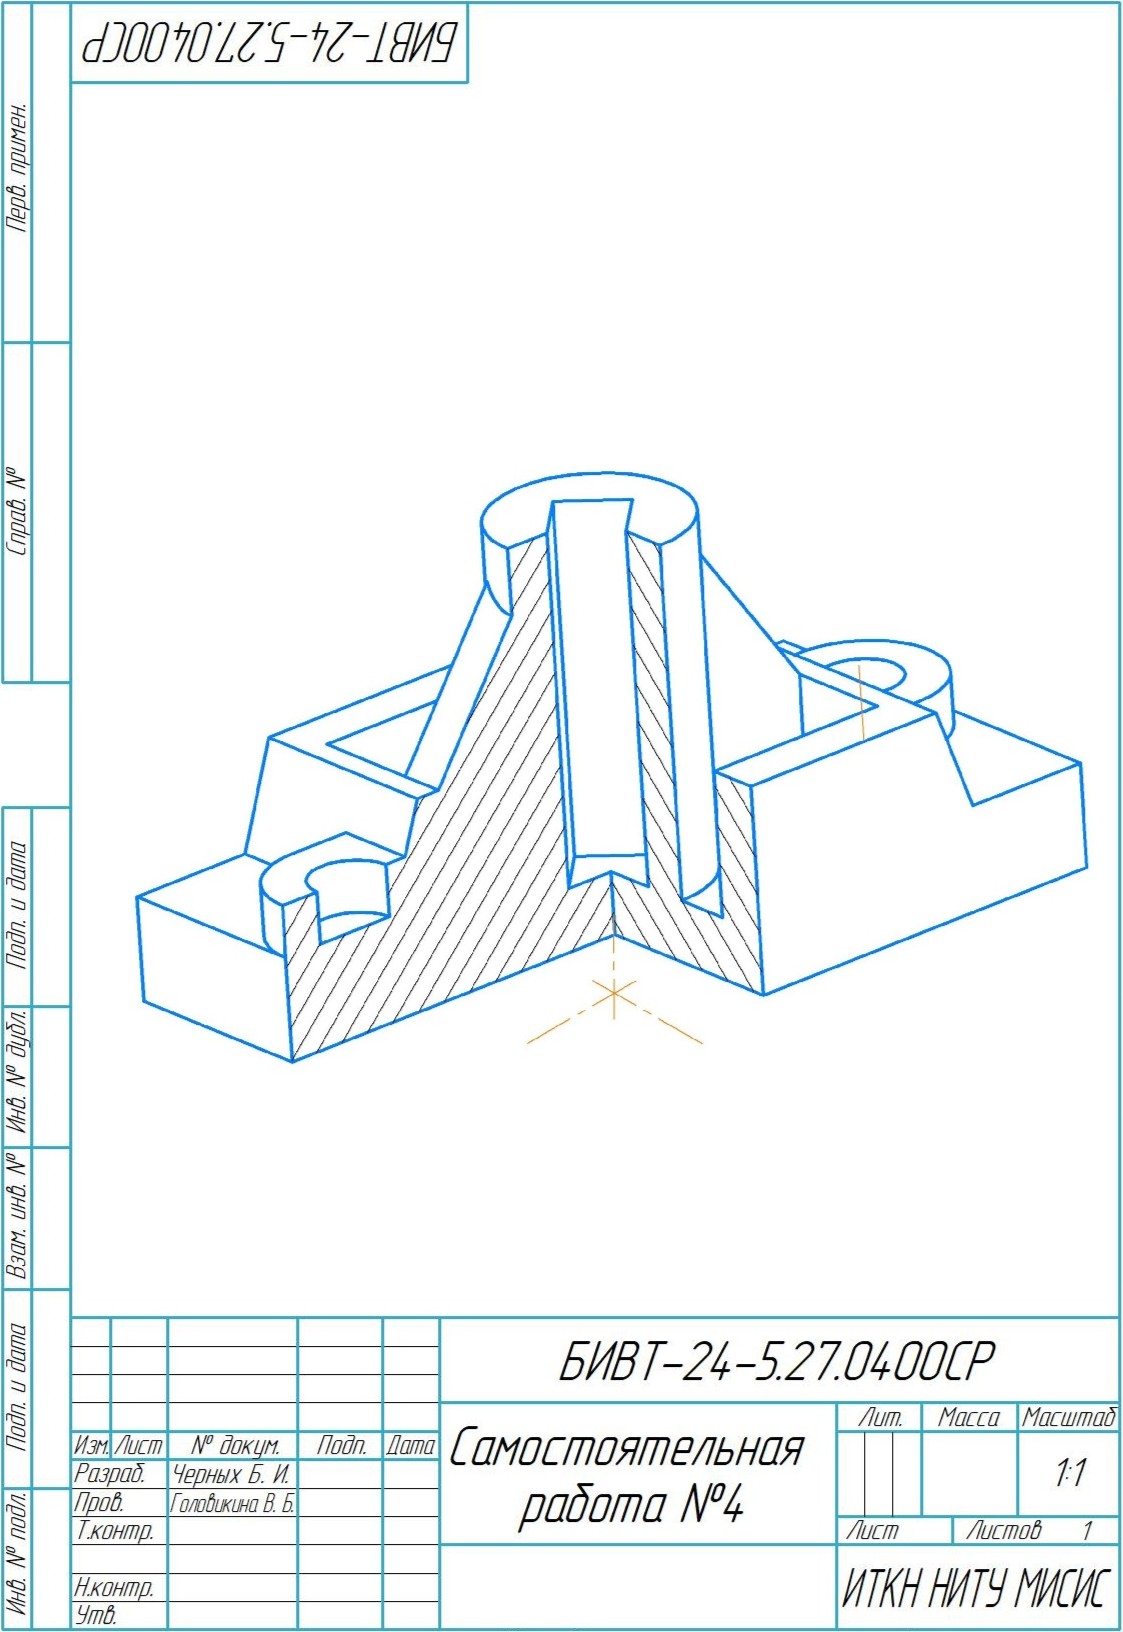 БИВТ-24-5.27.0400СР
Перв. примен.
Справ. №
Подп. и дата
Инв. № дубл.
Взам. инв. №
Подп. и дата
Инв. № подл.
БИВТ-24-5.27.0400СР
Изм. Лист № докум. Подп. Дата
Разраб. Черных Б. И.
Пров. Головикина В. Б.
Т.контр.
Н.контр.
Утв.
Самостоятельная
работа №4
Лит. Масса Масштаб
1:1
Лист Листов 1
ИТКН НИТУ МИСИС